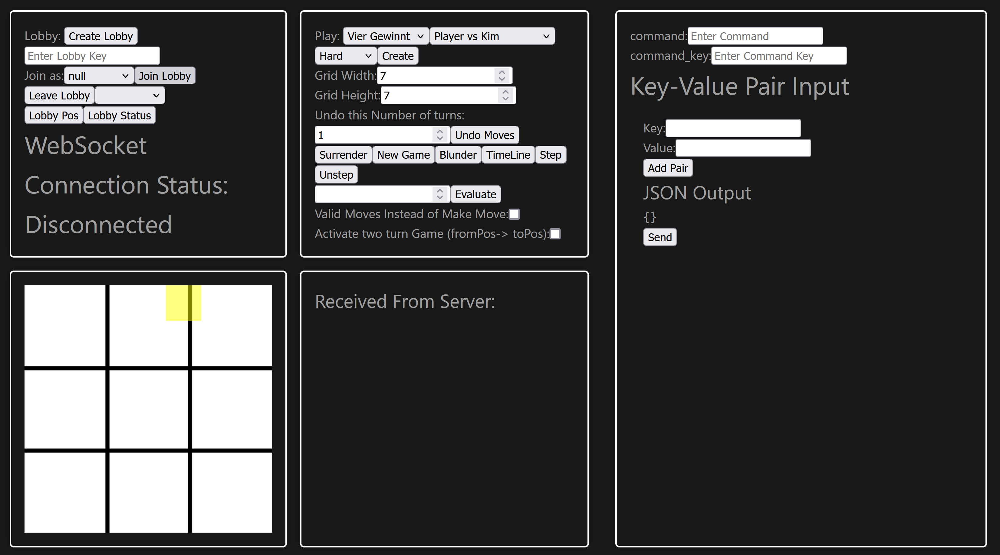 Lobby: Create Lobby
Enter Lobby Key
Join as: null Join Lobby
Leave Lobby
Lobby Pos Lobby Status
WebSocket
Connection Status:
Disconnected
Play: Vier Gewinnt Player vs Kim
Hard Create
Grid Width: 7
Grid Height: 7
Undo this Number of turns:
1 Undo Moves
Surrender New Game Blunder TimeLine Step
Unstep
Evaluate
Valid Moves Instead of Make Move:
Activate two turn Game (fromPos-> toPos):
Received From Server:
command: Enter Command
command_key: Enter Command Key
Key-Value Pair Input
Key:
Value:
Add Pair
JSON Output
{}
Send